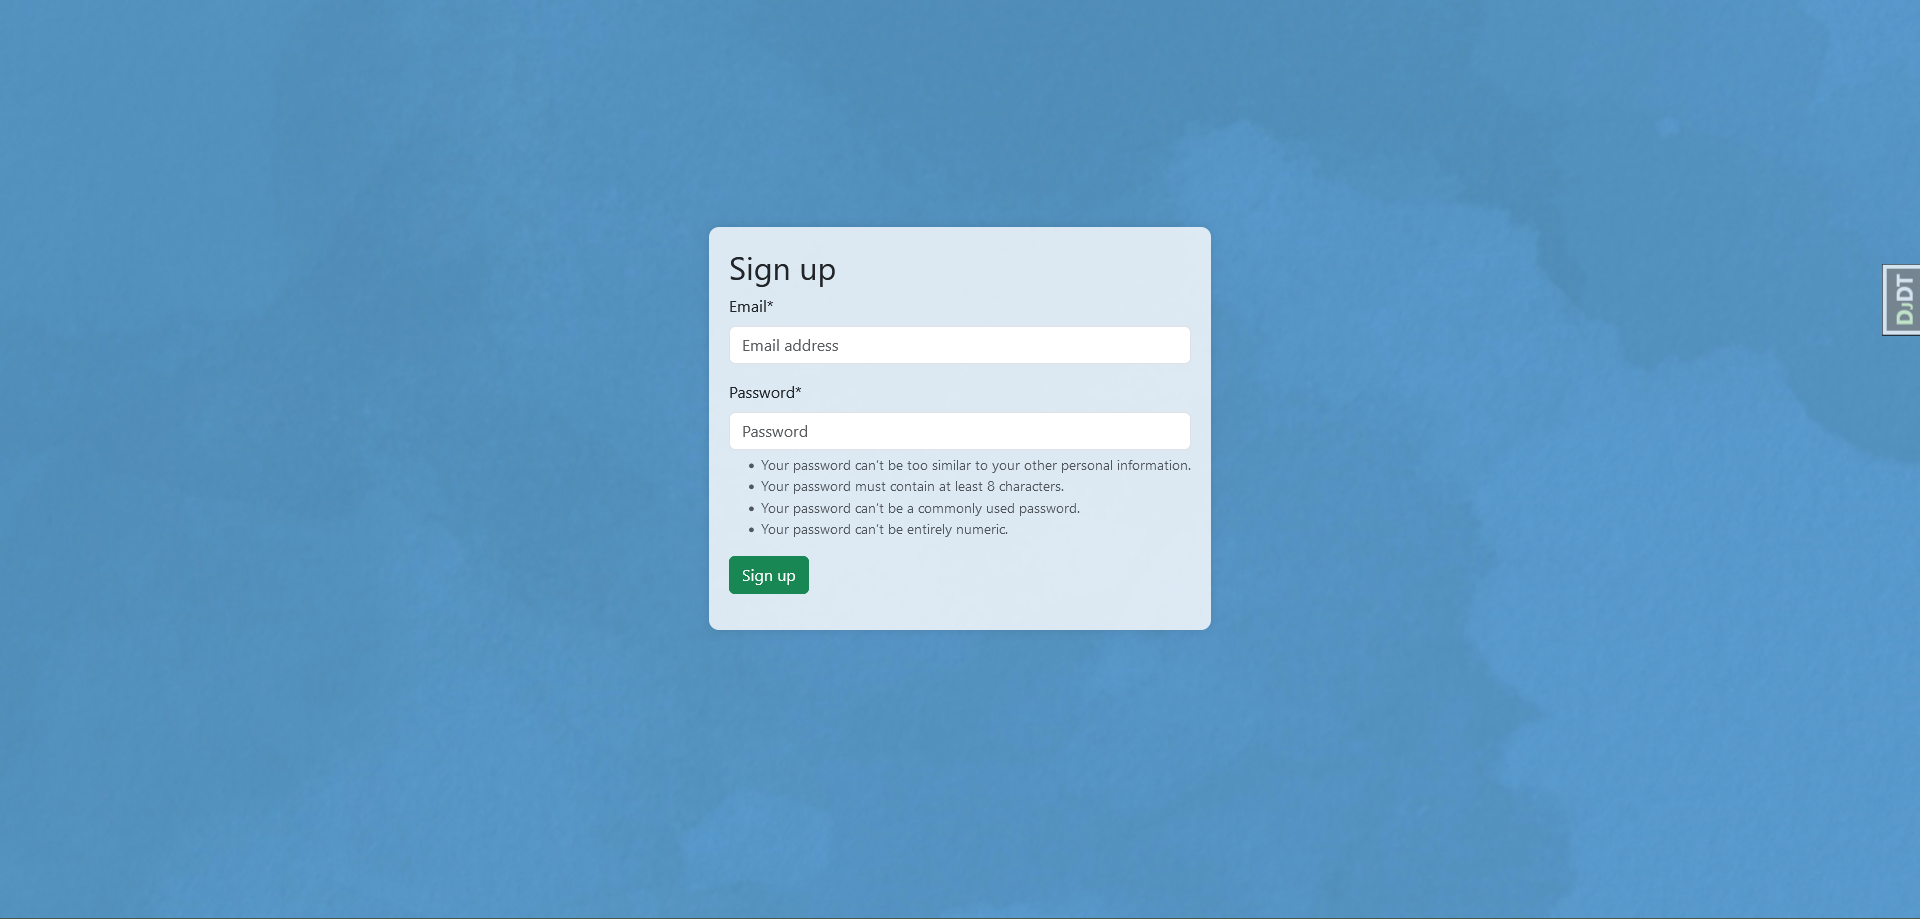 Sign up
Email*
Email address
DjDT
Password*
Password
Your password can't be too similar to your other personal information.
Your password must contain at least 8 characters.
Your password can't be a commonly used password.
Your password can't be entirely numeric.
Sign up